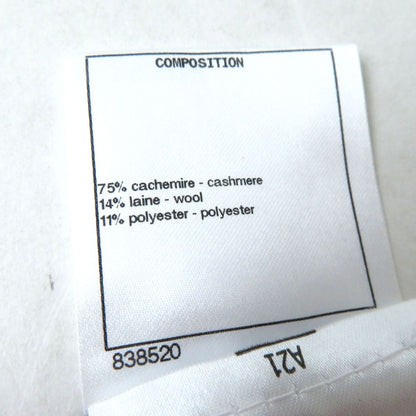 COMPOSITION
75% cachemire - cashmere
14% laine - wool
11% polyester - polyester
838520
A21